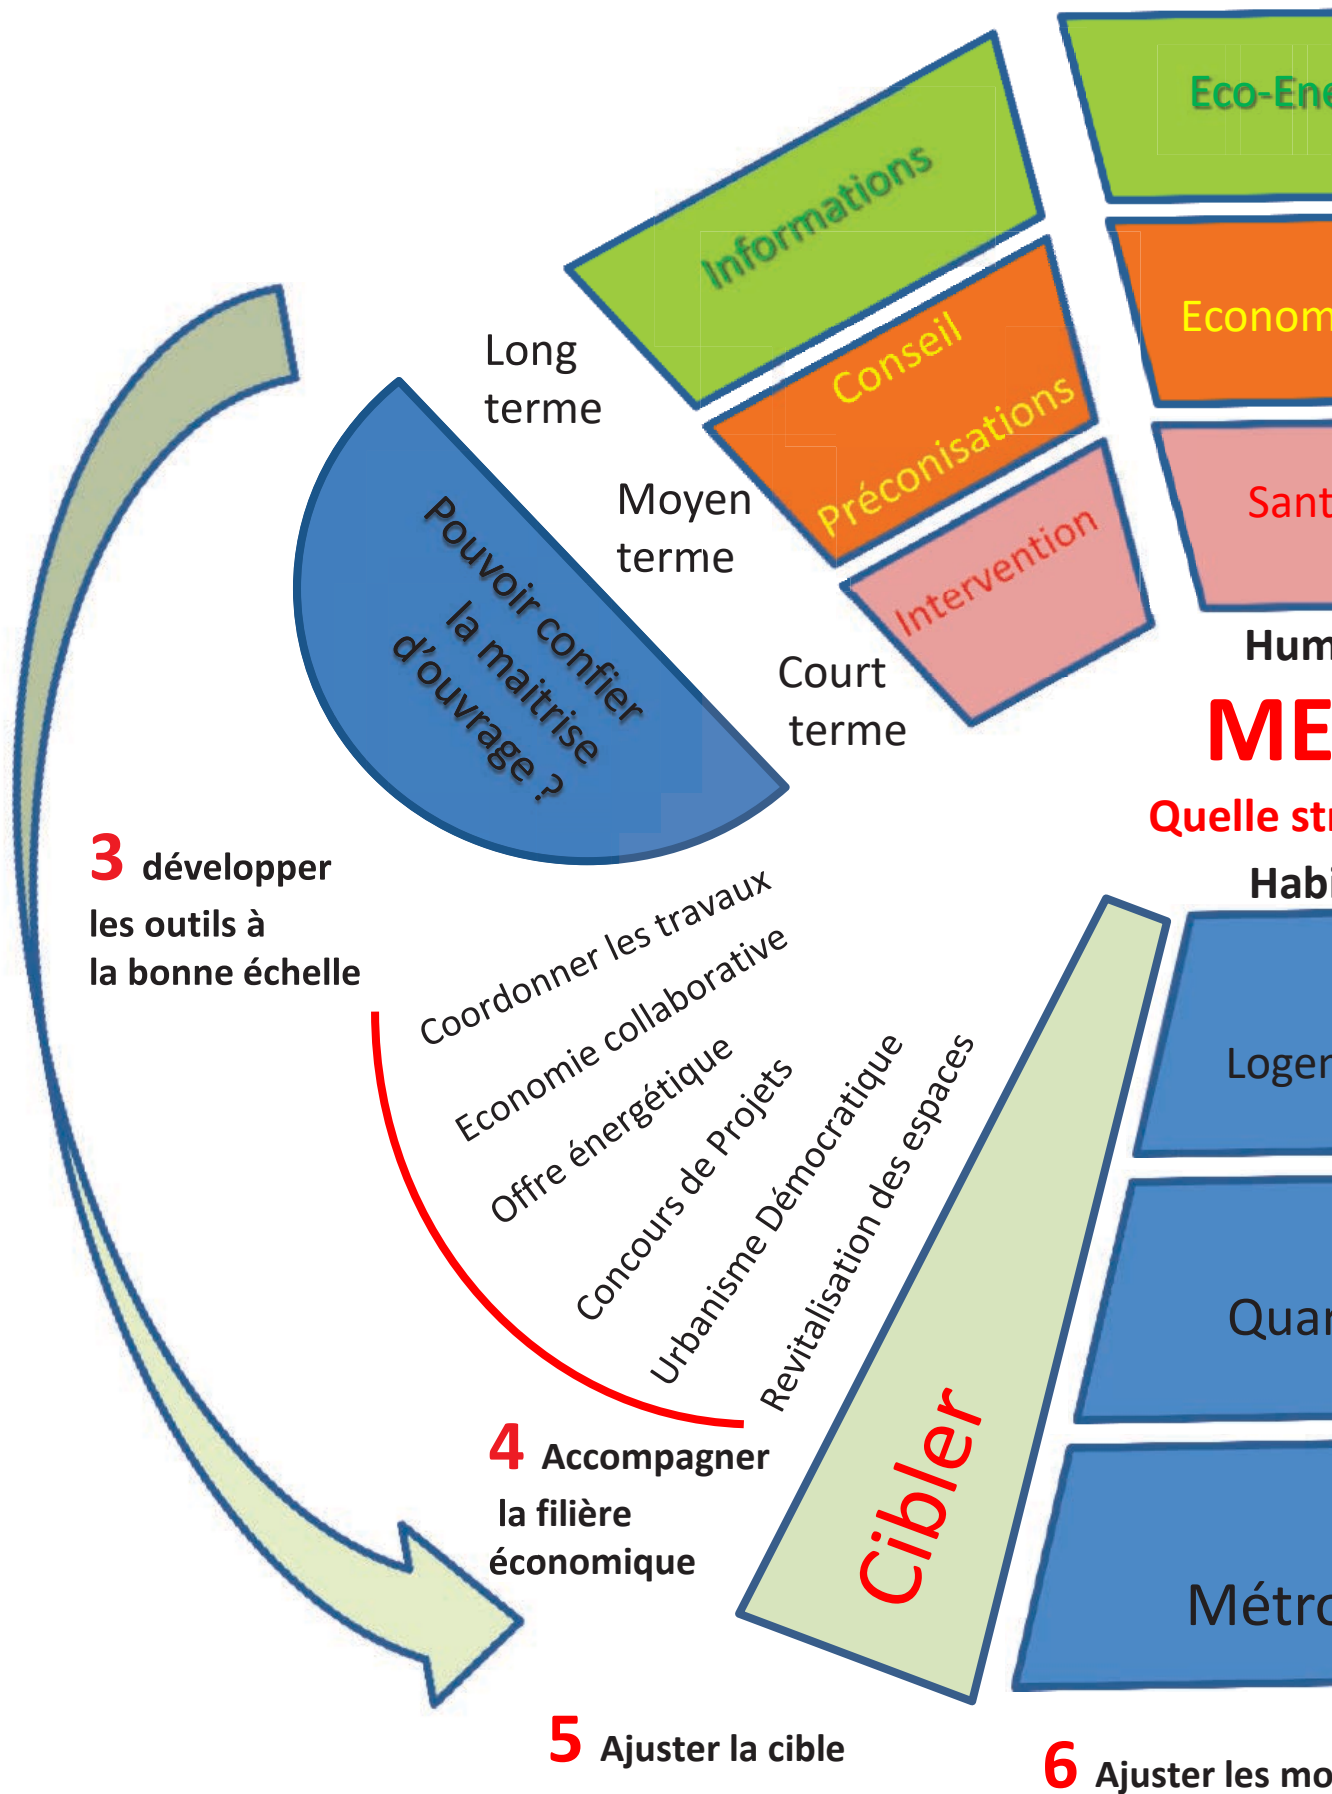 Eco-Ene
Informations
Econom
Conseil
Préconisations
Long
terme
Moyen
terme
Sant
Intervention
Court
terme
Pouvoir confier
la maitrise
d'ouvrage ?
Hum
ME
Quelle str
Habi
3 développer
les outils à
la bonne échelle
Coordonner les travaux
Economie collaborative
Offre énergétique
Concours de Projets
Urbanisme Démocratique
Revitalisation des espaces
4 Accompagner
la filière
économique
Cibler
Loger
Quar
Métro
5 Ajuster la cible
6 Ajuster les mo